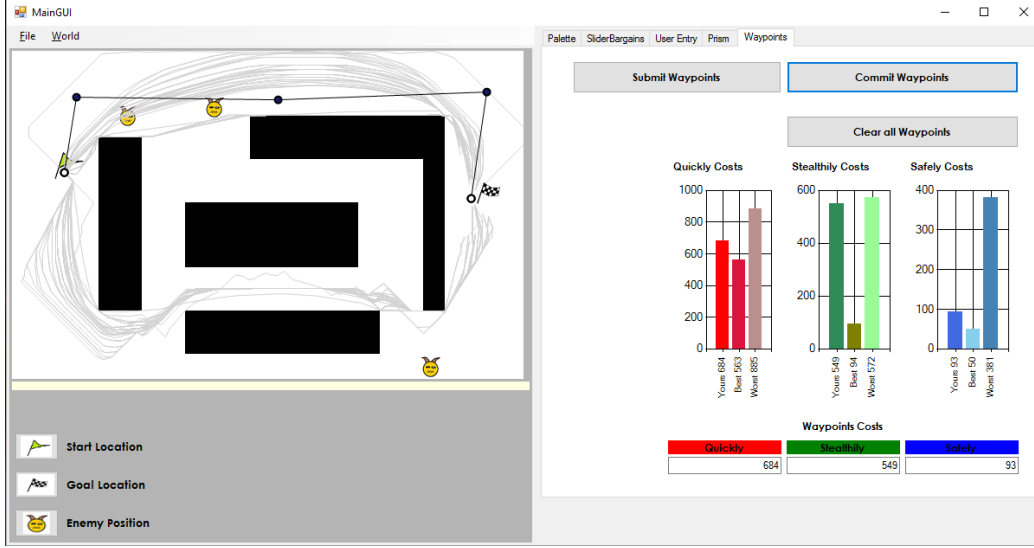 MainGUI
File World
Palette SliderBargains User Entry Prism Waypoints
Submit Waypoints Commit Waypoints
Clear all Waypoints
Quickly Costs Stealthily Costs Safely Costs
1000 600 400
800
300
600 400
200
400
200
200 100
0 0 0
Yours 684 Best 563 Worst 885 Yours 549 Best 94 Worst 572 Yours 93 Best 50 Worst 381
Waypoints Costs
Quickly Stealthily Safely
684 549 93
Start Location
Goal Location
Enemy Position